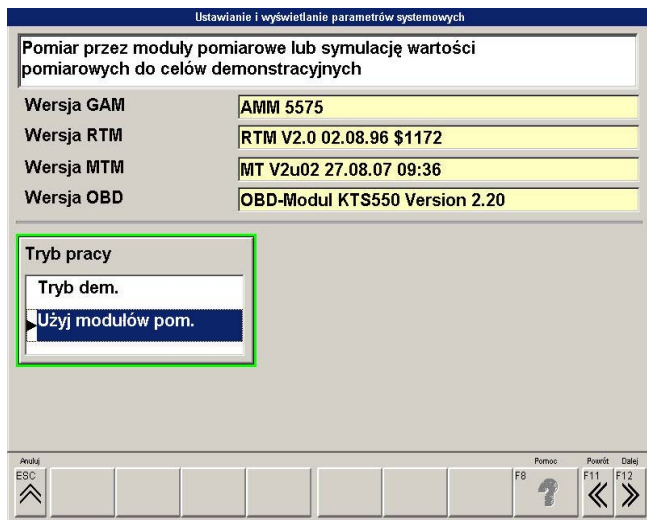 Ustawianie i wyświetlanie parametrów systemowych
Pomiar przez moduły pomiarowe lub symulację wartości
pomiarowych do celów demonstracyjnych
Wersja GAM
AMM 5575
Wersja RTM
RTM V2.0 02.08.96 $1172
Wersja MTM
MT V2u02 27.08.07 09:36
Wersja OBD
OBD-Modul KTS550 Version 2.20
Tryb pracy
Tryb dem.
Użyj modułów pom.
Anuluj Pomoc Powrót Dalej
ESC F8 F11 F12